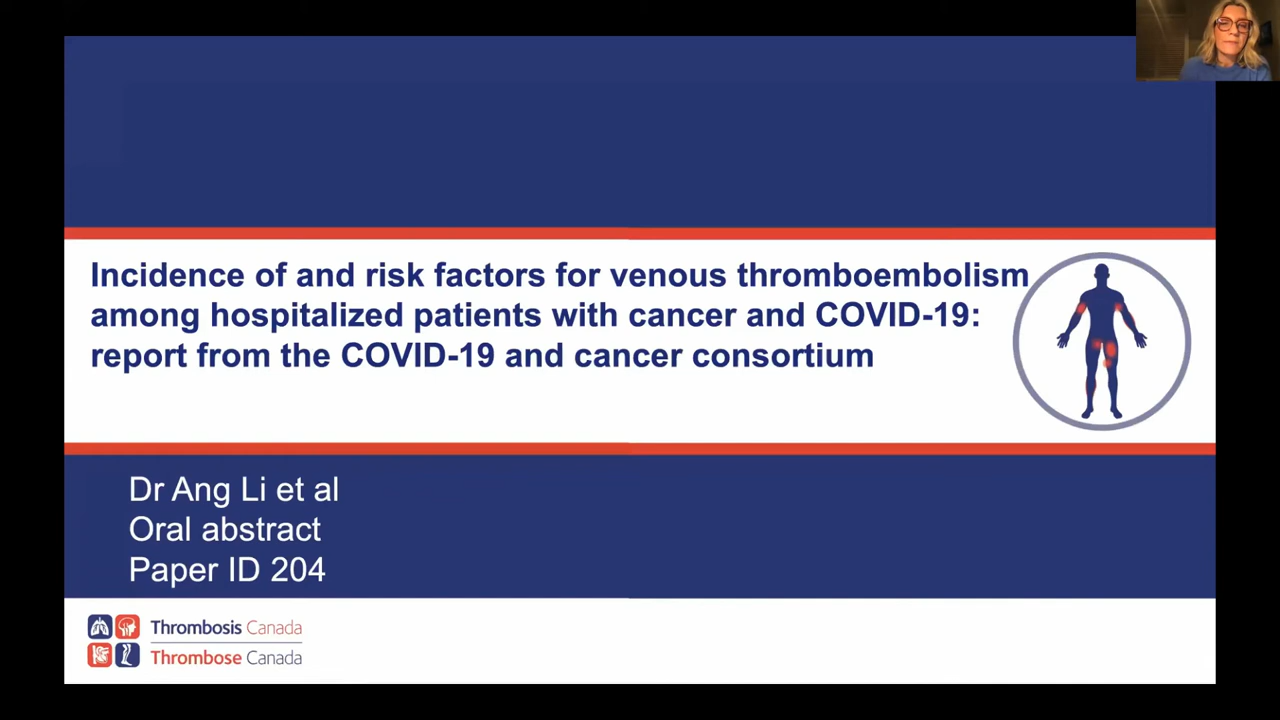 Incidence of and risk factors for venous thromboembolism
among hospitalized patients with cancer and COVID-19:
report from the COVID-19 and cancer consortium
Dr Ang Li et al
Oral abstract
Paper ID 204
Thrombosis Canada
Thrombose Canada